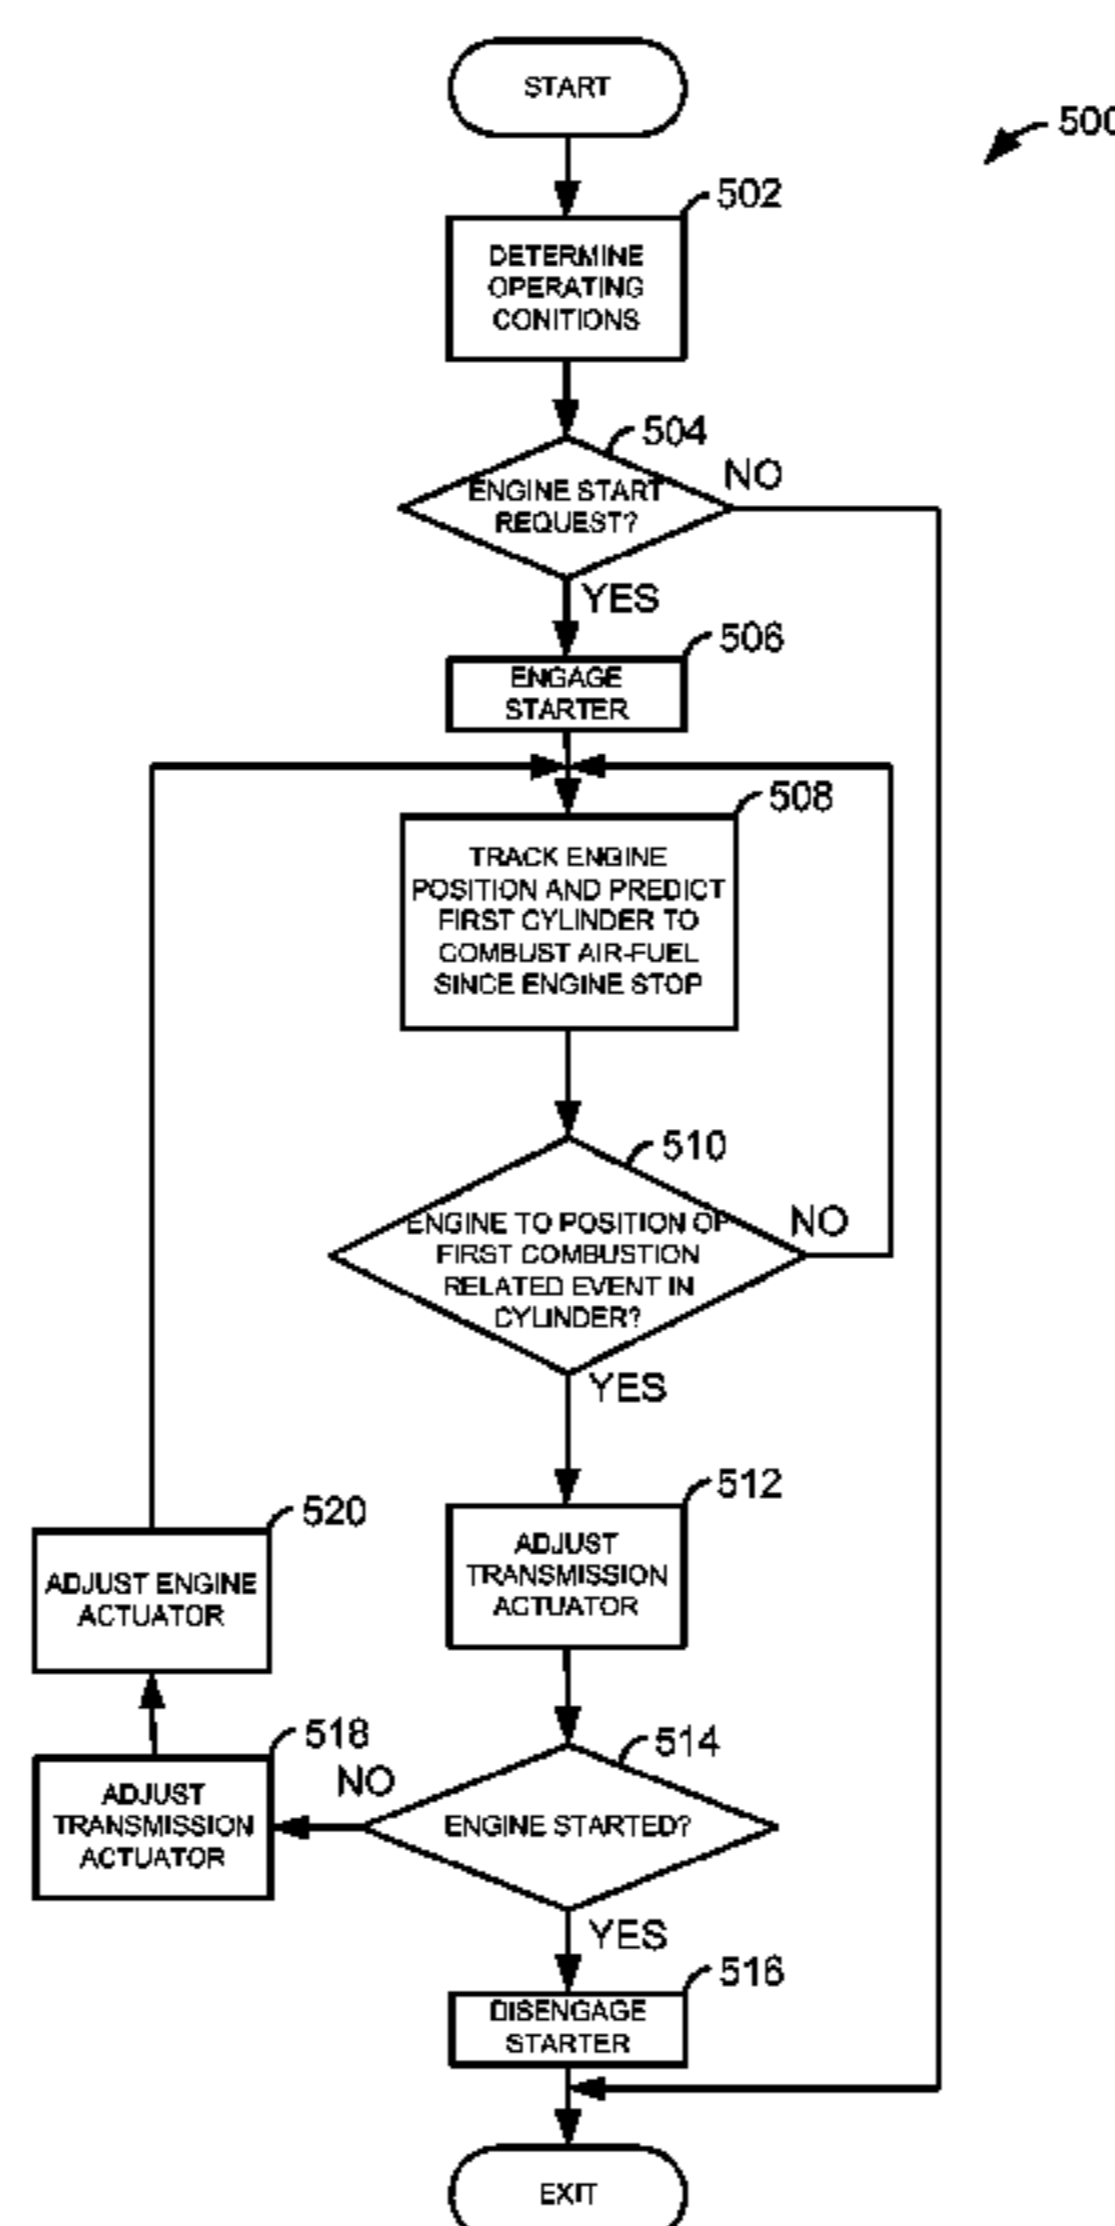 START
500
502
DETERMINE
OPERATING
CONITIONS
504
ENGINE START
REQUEST?
NO
YES
506
ENGAGE
STARTER
508
TRACK ENGINE
POSITION AND PREDICT
FIRST CYLINDER TO
COMBUST AIR-FUEL
SINCE ENGINE STOP
510
ENGINE TO POSITION OF
FIRST COMBUSTION
RELATED EVENT IN
CYLINDER?
NO
YES
512
ADJUST
TRANSMISSION
ACTUATOR
520
ADJUST ENGINE
ACTUATOR
518
ADJUST
TRANSMISSION
ACTUATOR
NO
514
ENGINE STARTED?
YES
516
DISENGAGE
STARTER
EXIT